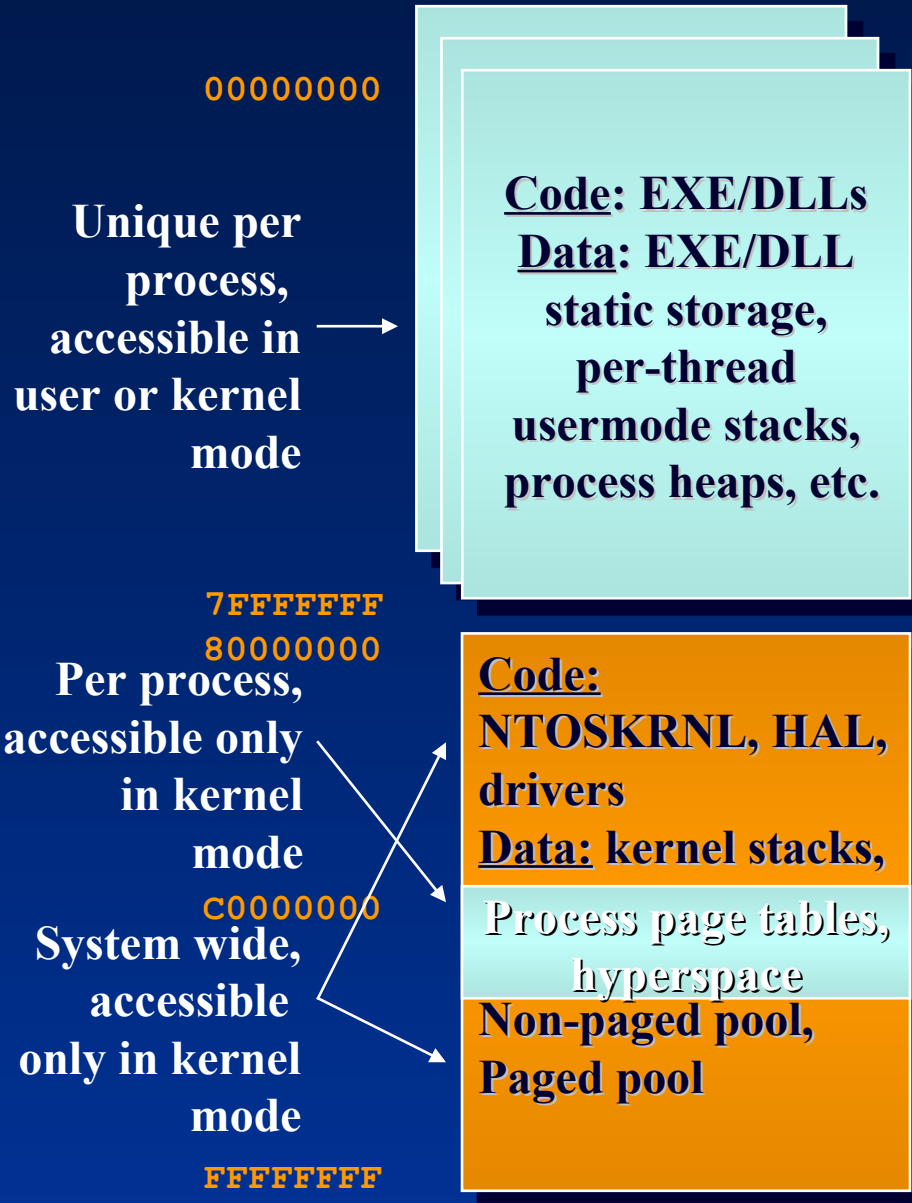 00000000
Unique per
process,
accessible in
user or kernel
mode
Code: EXE/DLLs
Data: EXE/DLL
static storage,
per-thread
usermode stacks,
process heaps, etc.
7FFFFFFF
80000000
Per process,
accessible only
in kernel
mode
C0000000
System wide,
accessible
only in kernel
mode
FFFFFFFF
Code:
NTOSKRNL, HAL,
drivers
Data: kernel stacks,
Process page tables,
hyperspace
Non-paged pool,
Paged pool